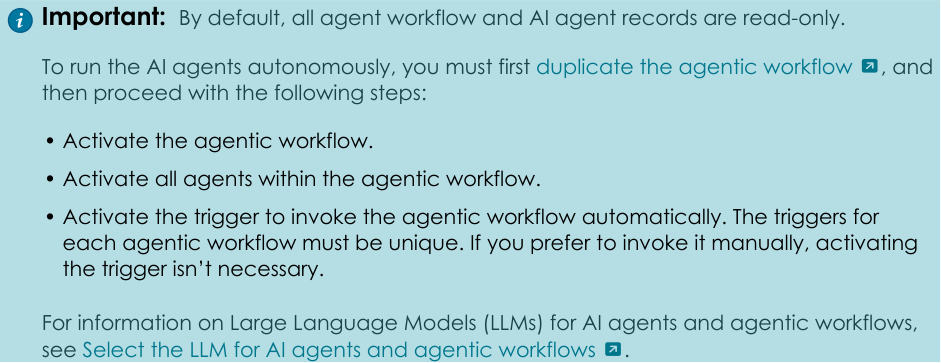 Important: By default, all agent workflow and AI agent records are read-only.
To run the AI agents autonomously, you must first duplicate the agentic workflow, and
then proceed with the following steps:
• Activate the agentic workflow.
• Activate all agents within the agentic workflow.
• Activate the trigger to invoke the agentic workflow automatically. The triggers for
each agentic workflow must be unique. If you prefer to invoke it manually, activating
the trigger isn’t necessary.
For information on Large Language Models (LLMs) for AI agents and agentic workflows,
see Select the LLM for AI agents and agentic workflows.